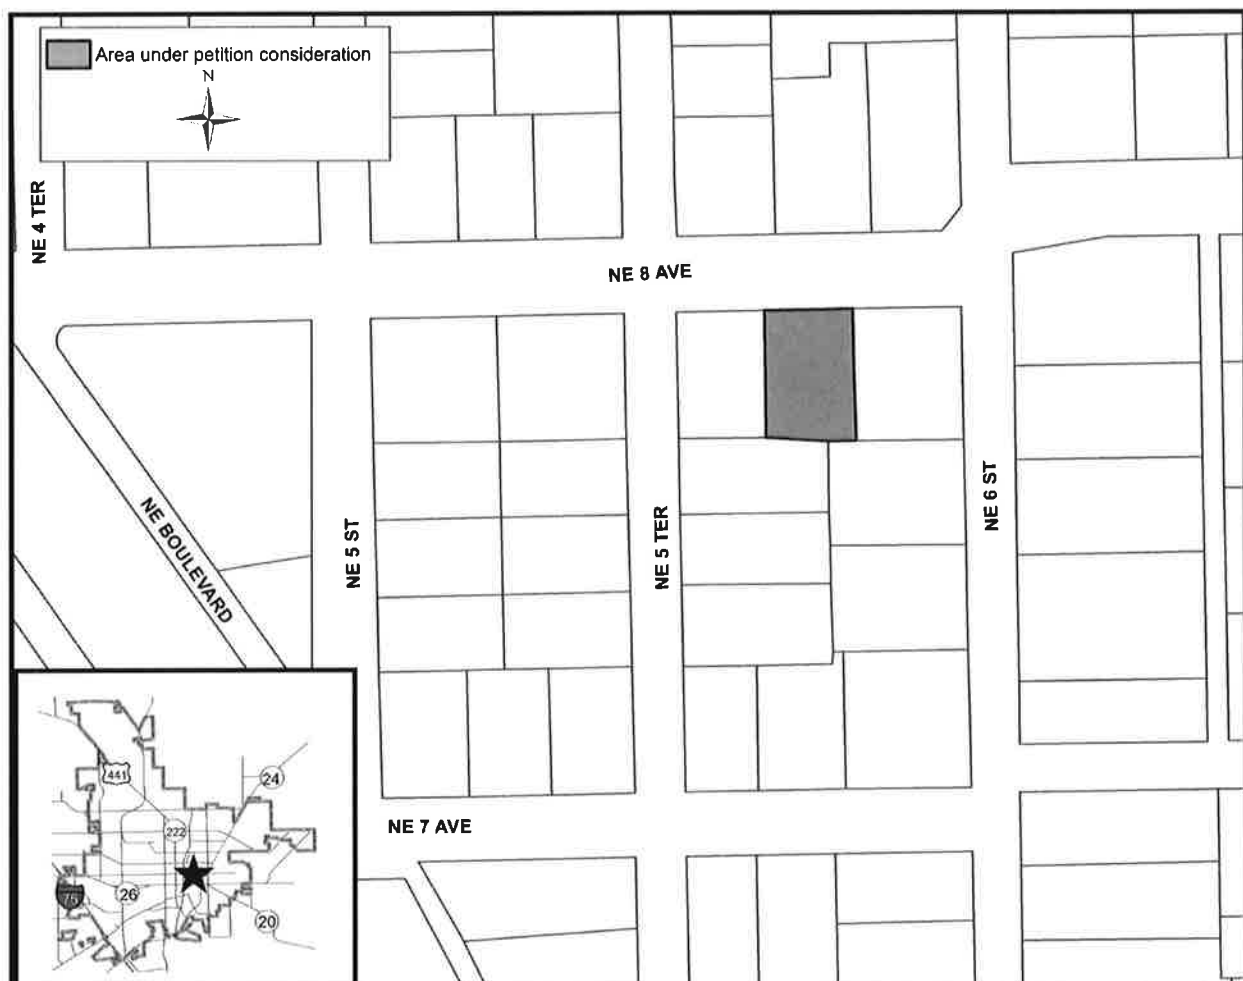 Area under petition consideration
N
NE 4 TER
NE 8 AVE
NE BOULEVARD
NE 5 ST
NE 5 TER
NE 6 ST
NE 7 AVE
441
24
222
26
20